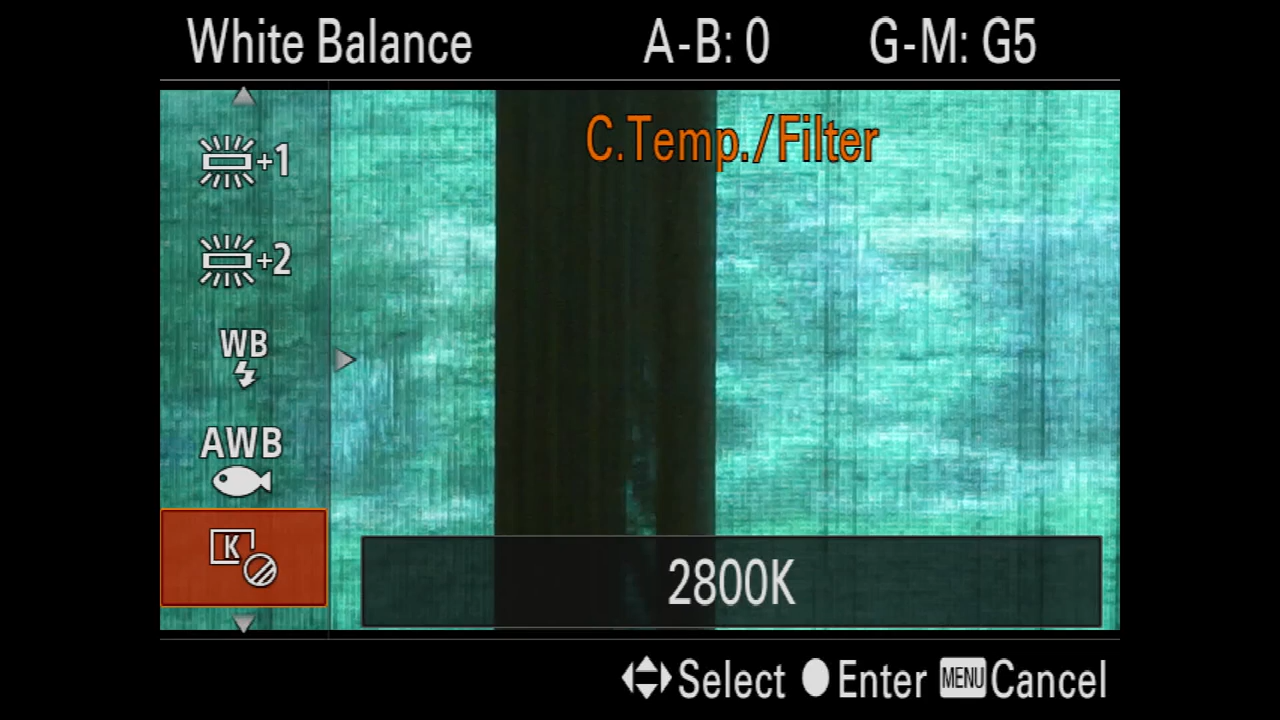 White Balance A-B: 0 G-M: G5
C.Temp./Filter
+1
+2
WB
AWB
K
2800K
Select Enter MENU Cancel